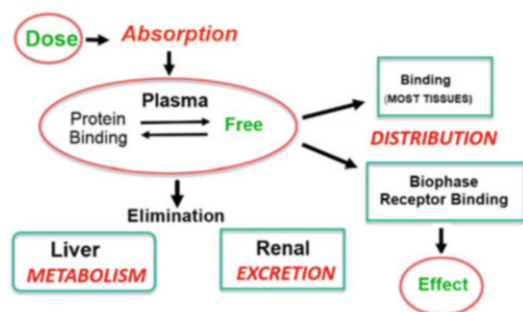 Dose
Absorption
Plasma
Protein
Binding
Free
Binding
(MOST TISSUES)
DISTRIBUTION
Biophase
Receptor Binding
Elimination
Liver
METABOLISM
Renal
EXCRETION
Effect